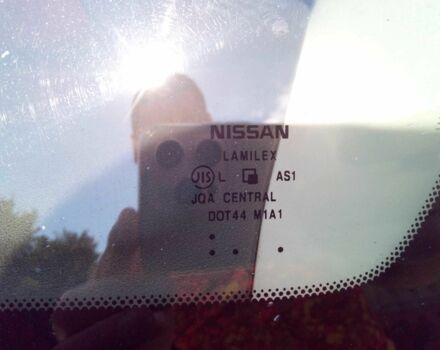 NISSAN
LAMILEX
JIS L AS1
JQA CENTRAL
DOT44 M1A1